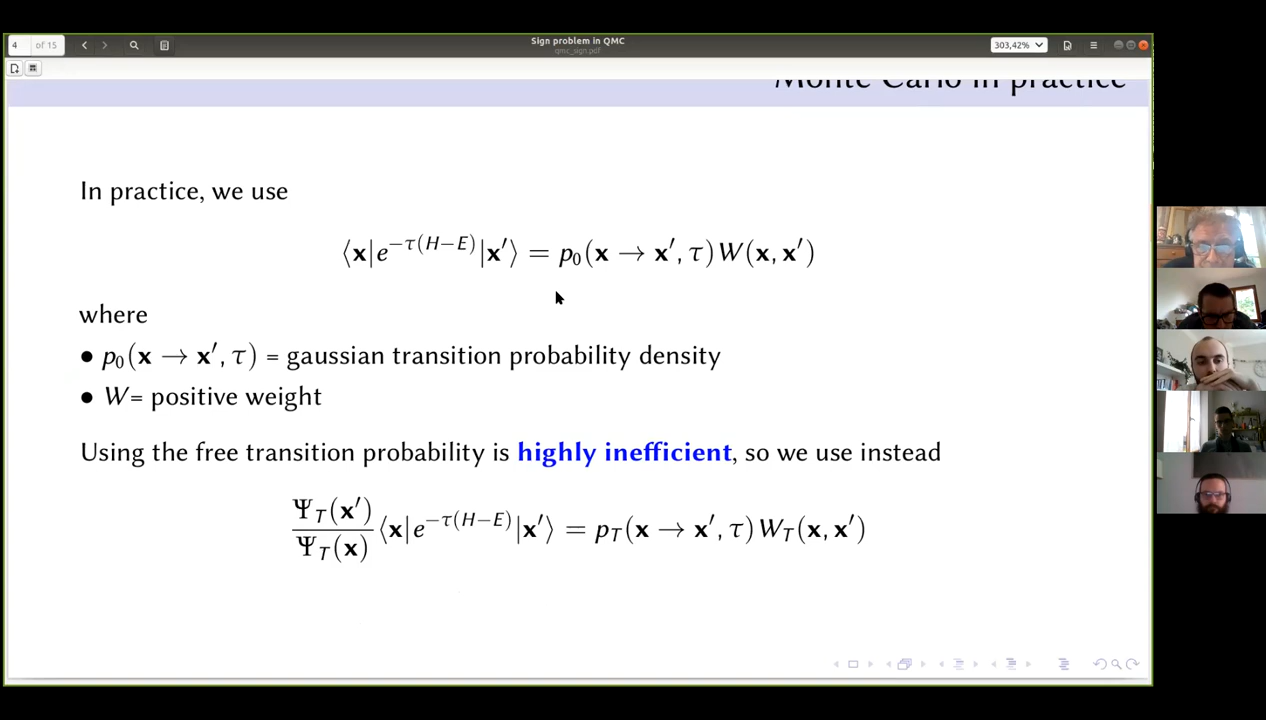 4 of 15
Sign problem in QMC
qmc_sign.pdf
303,42%
Monte Carlo in practice
In practice, we use
⟨x|e^{−τ(H−E)}|x′⟩ = p₀(x → x′, τ)W(x, x′)
where
• p₀(x → x′, τ) = gaussian transition probability density
• W= positive weight
Using the free transition probability is highly inefficient, so we use instead
Ψ_T(x′)/Ψ_T(x) ⟨x|e^{−τ(H−E)}|x′⟩ = p_T(x → x′, τ)W_T(x, x′)